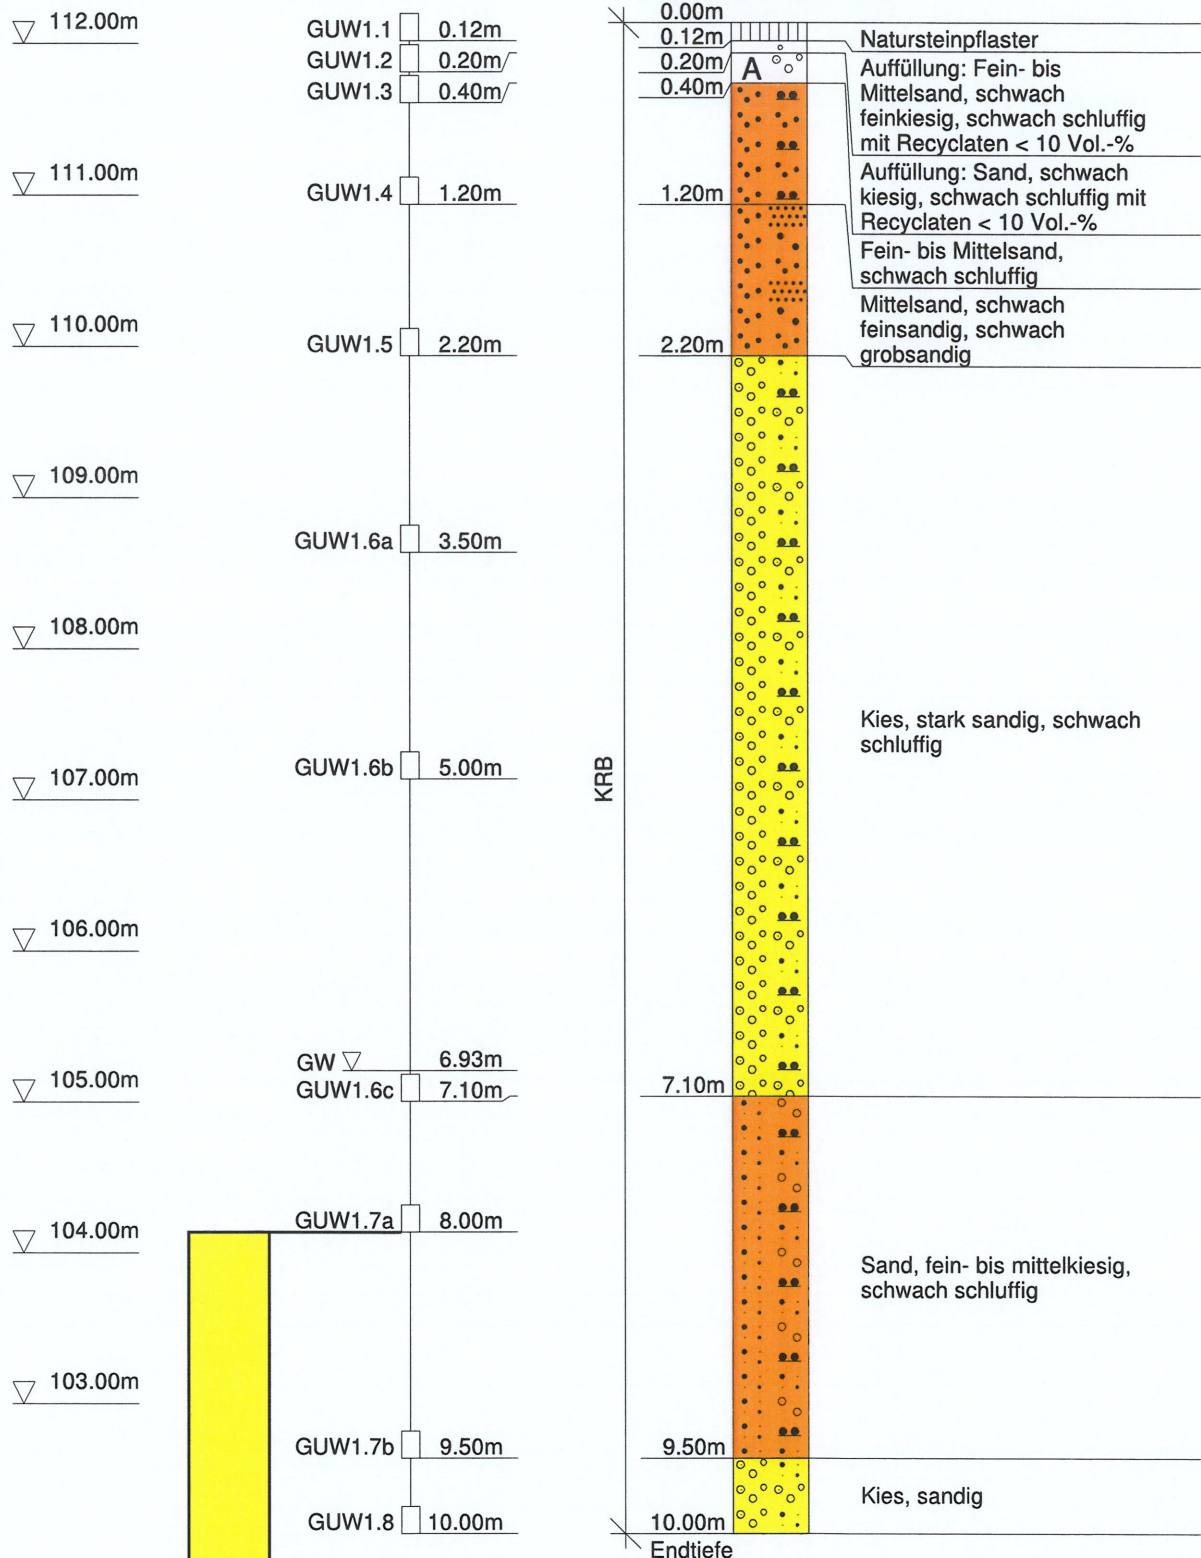 112.00m
111.00m
110.00m
109.00m
108.00m
107.00m
106.00m
105.00m
104.00m
103.00m
GUW1.1 0.12m
GUW1.2 0.20m
GUW1.3 0.40m
GUW1.4 1.20m
GUW1.5 2.20m
GUW1.6a 3.50m
GUW1.6b 5.00m
GW 6.93m
GUW1.6c 7.10m
GUW1.7a 8.00m
GUW1.7b 9.50m
GUW1.8 10.00m
KRB
0.00m
0.12m
0.20m
0.40m
1.20m
2.20m
7.10m
9.50m
10.00m
Endtiefe
A
Natursteinpflaster
Auffüllung: Fein- bis
Mittelsand, schwach
feinkiesig, schwach schluffig
mit Recyclaten < 10 Vol.-%
Auffüllung: Sand, schwach
kiesig, schwach schluffig mit
Recyclaten < 10 Vol.-%
Fein- bis Mittelsand,
schwach schluffig
Mittelsand, schwach
feinsandig, schwach
grobsandig
Kies, stark sandig, schwach
schluffig
Sand, fein- bis mittelkiesig,
schwach schluffig
Kies, sandig